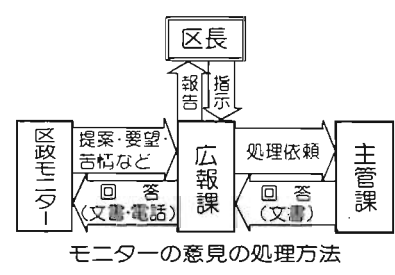 区長
報告
指示
区政モニター
提案・要望・
苦情など
広報課
処理依頼
主管課
回答
(文書・電話)
回答
(文書)
モニターの意見の処理方法